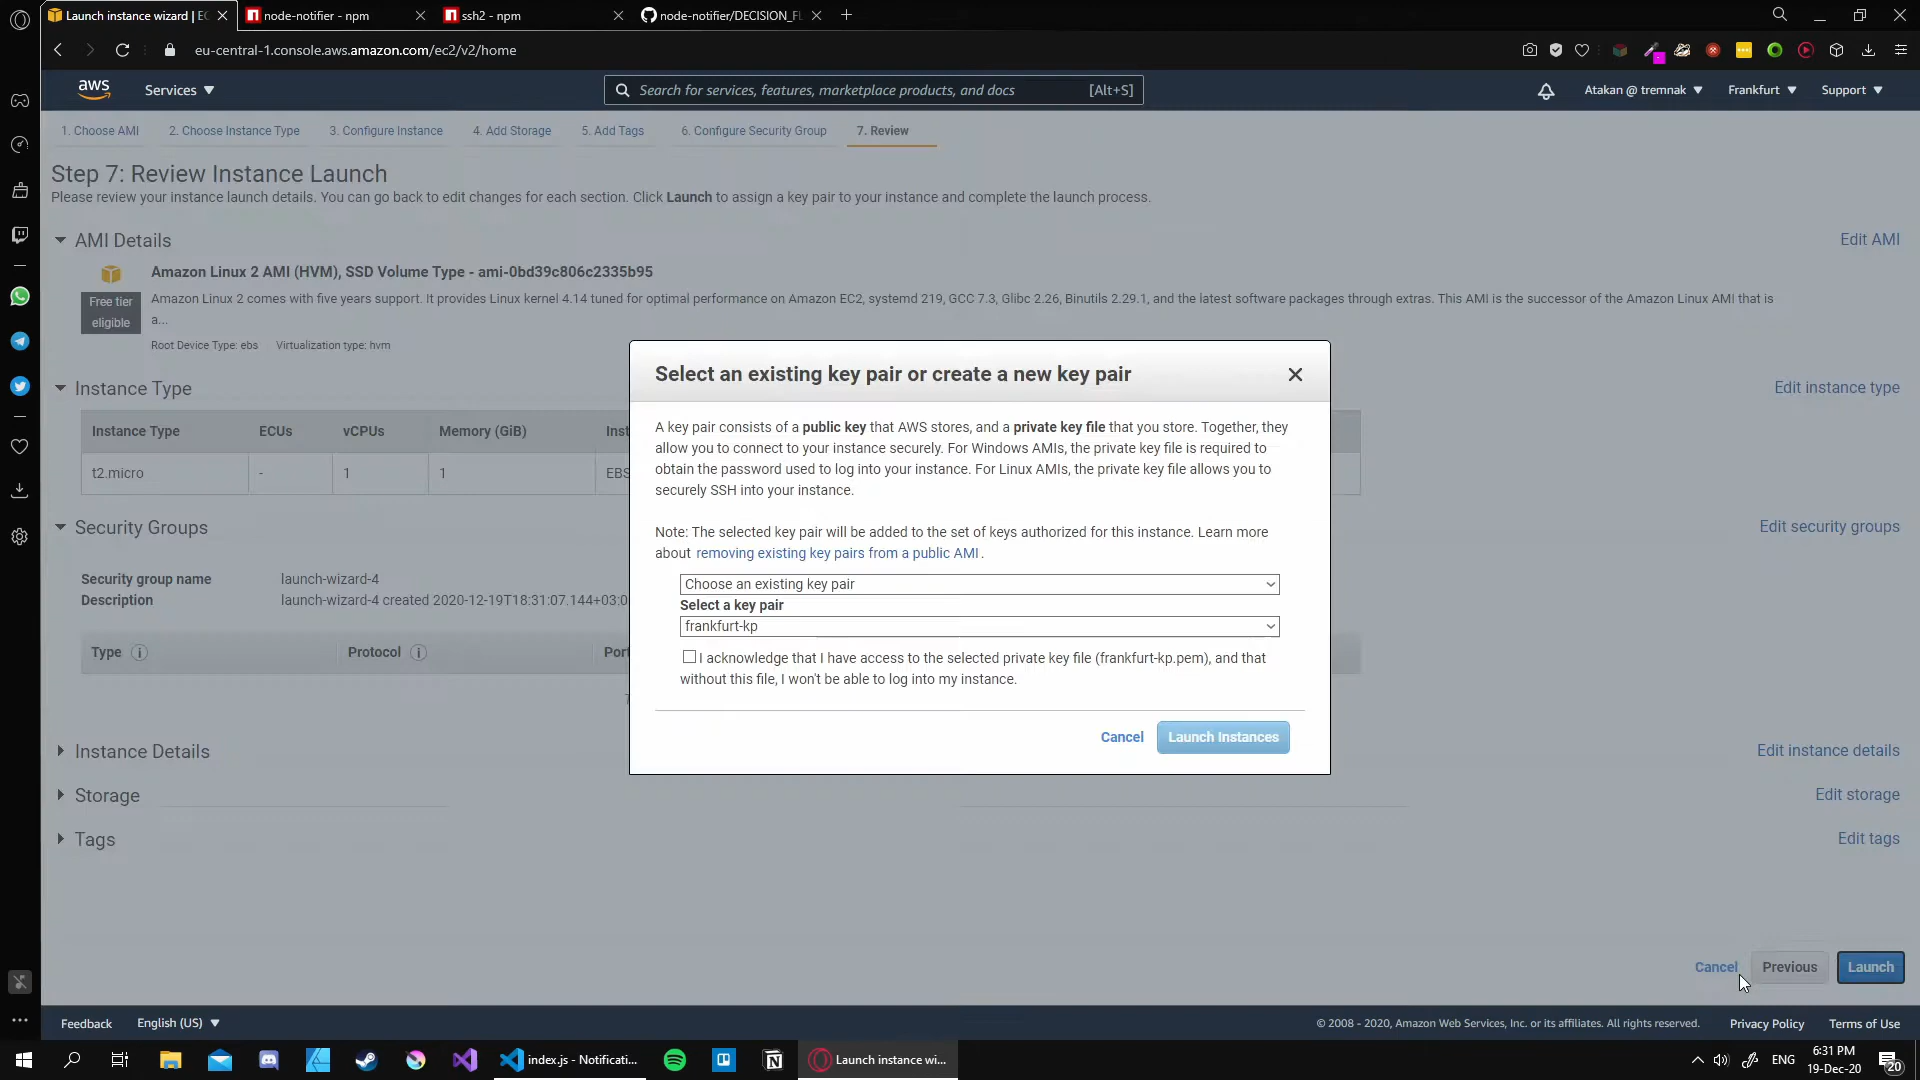 Launch instance wizard | EC
node-notifier - npm
ssh2 - npm
node-notifier/DECISION_FL
eu-central-1.console.aws.amazon.com/ec2/v2/home
aws
Services
Search for services, features, marketplace products, and docs
[Alt+S]
Atakan @ tremnak
Frankfurt
Support
1. Choose AMI
2. Choose Instance Type
3. Configure Instance
4. Add Storage
5. Add Tags
6. Configure Security Group
7. Review
Step 7: Review Instance Launch
Please review your instance launch details. You can go back to edit changes for each section. Click Launch to assign a key pair to your instance and complete the launch process.
AMI Details
Edit AMI
Amazon Linux 2 AMI (HVM), SSD Volume Type - ami-0bd39c806c2335b95
Free tier
eligible
Amazon Linux 2 comes with five years support. It provides Linux kernel 4.14 tuned for optimal performance on Amazon EC2, systemd 219, GCC 7.3, Glibc 2.26, Binutils 2.29.1, and the latest software packages through extras. This AMI is the successor of the Amazon Linux AMI that is
a...
Root Device Type: ebs
Virtualization type: hvm
Instance Type
Edit instance type
Instance Type
ECUs
vCPUs
Memory (GiB)
Inst
t2.micro
-
1
1
EBS
Security Groups
Edit security groups
Security group name
launch-wizard-4
Description
launch-wizard-4 created 2020-12-19T18:31:07.144+03:0
Type
Protocol
Port
Select an existing key pair or create a new key pair
A key pair consists of a public key that AWS stores, and a private key file that you store. Together, they
allow you to connect to your instance securely. For Windows AMIs, the private key file is required to
obtain the password used to log into your instance. For Linux AMIs, the private key file allows you to
securely SSH into your instance.
Note: The selected key pair will be added to the set of keys authorized for this instance. Learn more
about removing existing key pairs from a public AMI .
Choose an existing key pair
Select a key pair
frankfurt-kp
I acknowledge that I have access to the selected private key file (frankfurt-kp.pem), and that
without this file, I won't be able to log into my instance.
Cancel
Launch Instances
Instance Details
Edit instance details
Storage
Edit storage
Tags
Edit tags
Cancel
Previous
Launch
Feedback
English (US)
© 2008 - 2020, Amazon Web Services, Inc. or its affiliates. All rights reserved.
Privacy Policy
Terms of Use
index.js - Notificati...
Launch instance wi...
ENG
6:31 PM
19-Dec-20
20